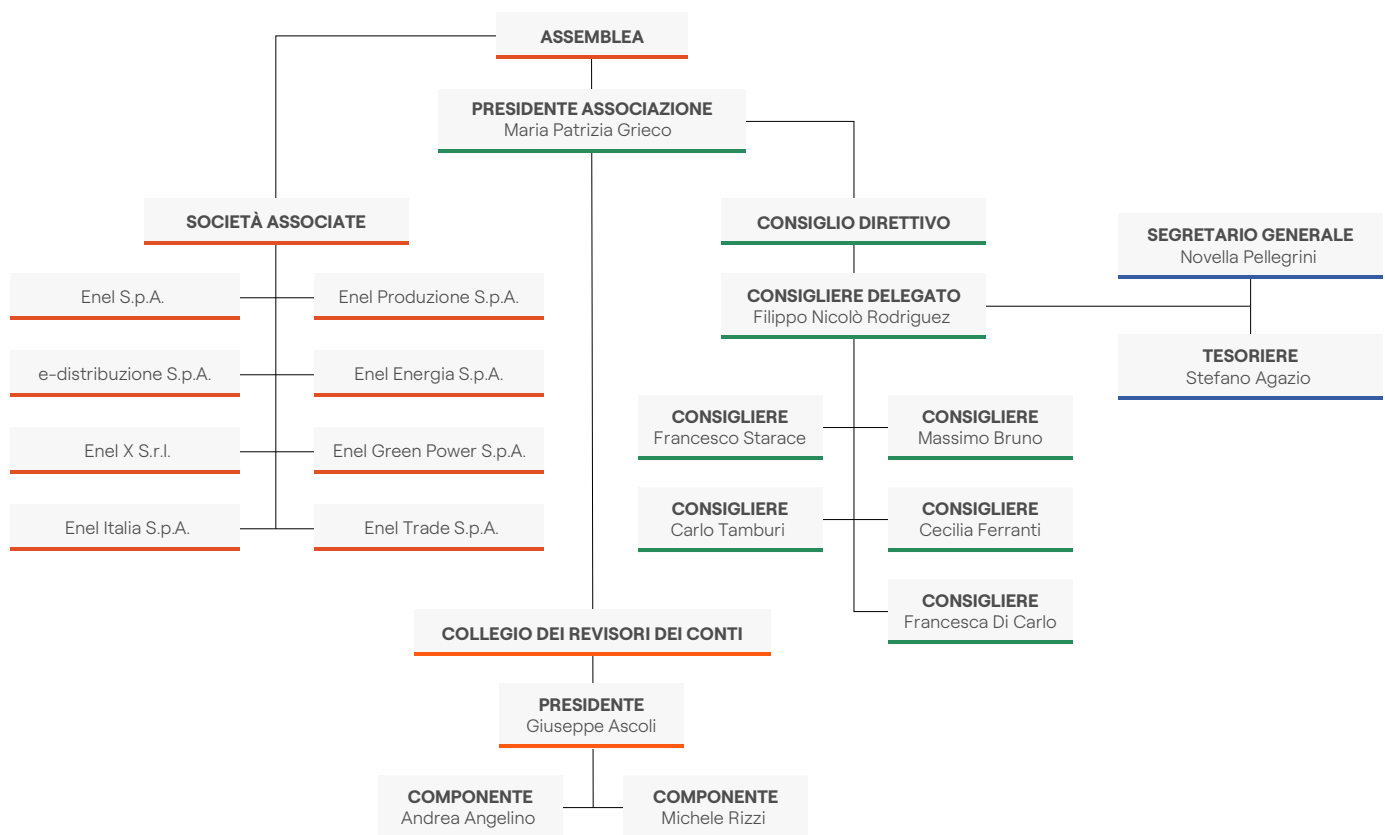 ASSEMBLEA
PRESIDENTE ASSOCIAZIONE
Maria Patrizia Grieco
SOCIETÀ ASSOCIATE
Enel S.p.A.
Enel Produzione S.p.A.
e-distribuzione S.p.A.
Enel Energia S.p.A.
Enel X S.r.l.
Enel Green Power S.p.A.
Enel Italia S.p.A.
Enel Trade S.p.A.
CONSIGLIO DIRETTIVO
CONSIGLIERE DELEGATO
Filippo Nicolò Rodriguez
SEGRETARIO GENERALE
Novella Pellegrini
TESORIERE
Stefano Agazio
CONSIGLIERE
Francesco Starace
CONSIGLIERE
Massimo Bruno
CONSIGLIERE
Carlo Tamburi
CONSIGLIERE
Cecilia Ferranti
CONSIGLIERE
Francesca Di Carlo
COLLEGIO DEI REVISORI DEI CONTI
PRESIDENTE
Giuseppe Ascoli
COMPONENTE
Andrea Angelino
COMPONENTE
Michele Rizzi